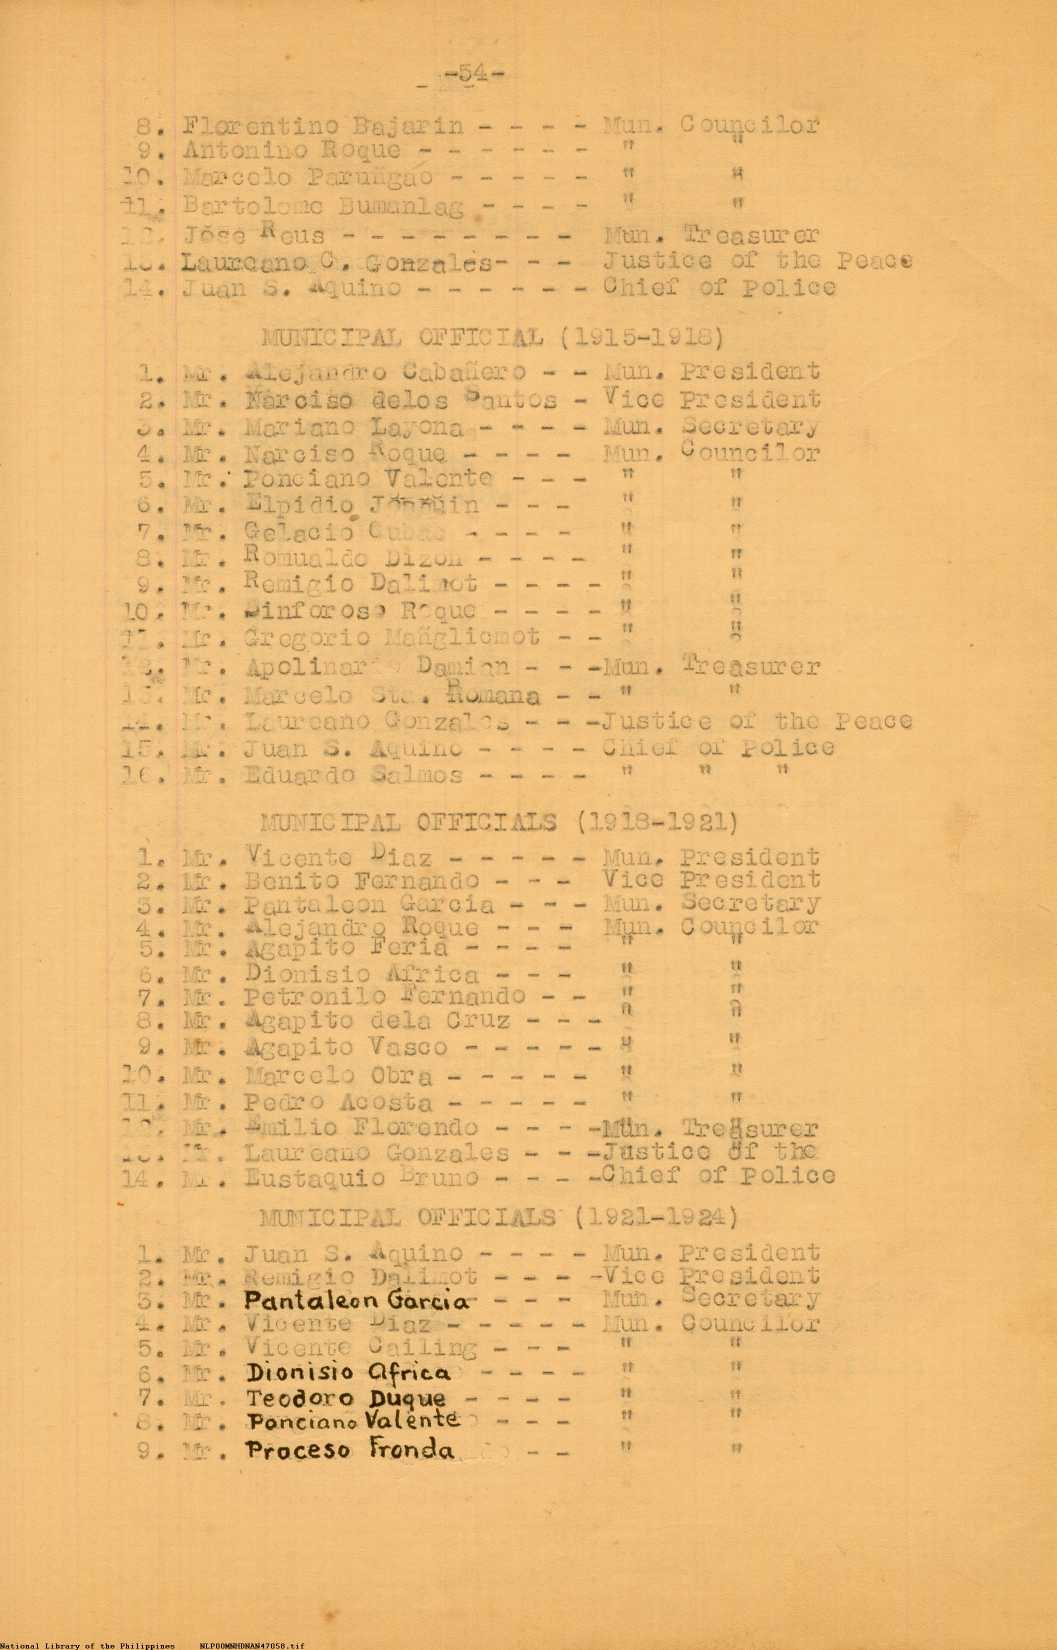 -54-
8. Florentino Bajarin - - - - Mun. Councilor
9. Antonino Roque - - - - - - " "
10. Marcelo Paruñgao - - - - - " "
11. Bartolome Bumanlag - - - - " "
12. Jose Reus - - - - - - - - Mun. Treasurer
13. Laureano C. Gonzales- - - Justice of the Peace
14. Juan S. Aquino - - - - - - Chief of Police
MUNICIPAL OFFICIAL (1915-1918)
1. Mr. Alejandro Cabañero - - Mun. President
2. Mr. Narciso delos Santos - Vice President
3. Mr. Mariano Layona - - - - Mun. Secretary
4. Mr. Narciso Roque - - - - Mun. Councilor
5. Mr. Ponciano Valente - - - " "
6. Mr. Elpidio - - - " "
7. Mr. Gelacio - - - - " "
8. Mr. Romualdo Dizon - - - - " "
9. Mr. Remigio Dalimot - - - - " "
10. Mr. Sinforoso Roque - - - - - " "
11. Mr. Gregorio Mañgliemot - - " "
12. Mr. Apolinario Damian - - -Mun. Treasurer
13. Mr. Marcelo Sta. Romana - - " "
14. Mr. Laureano Gonzales - - -Justice of the Peace
15. Mr. Juan S. Aquino - - - - Chief of Police
16. Mr. Eduardo Salmos - - - - " " "
MUNICIPAL OFFICIALS (1918-1921)
1. Mr. Vicente Diaz - - - - - Mun. President
2. Mr. Benito Fernando - - - Vice President
3. Mr. Pantaleon Garcia - - - Mun. Secretary
4. Mr. Alejandro Roque - - - Mun. Councilor
5. Mr. Agapito Feria - - - - " "
6. Mr. Dionisio Africa - - - " "
7. Mr. Petronilo Fernando - - " "
8. Mr. Agapito dela Cruz - - - " "
9. Mr. Agapito Vasco - - - - - " "
10. Mr. Marcelo Obra - - - - - " "
11. Mr. Pedro Acosta - - - - - " "
12. Mr. Emilio Florendo - - - -Mun. Treasurer
13. Mr. Laureano Gonzales - - -Justice of the
14. Mr. Eustaquio Bruno - - - -Chief of Police
MUNICIPAL OFFICIALS (1921-1924)
1. Mr. Juan S. Aquino - - - - Mun. President
2. Mr. Remigio Dalimot - - - -Vice President
3. Mr. Pantaleon Garcia - - - Mun. Secretary
4. Mr. Vicente Diaz - - - - - Mun. Councilor
5. Mr. Vicente Cailing - - - " "
6. Mr. Dionisio Africa - - - - " "
7. Mr. Teodoro Duque - - - - " "
8. Mr. Ponciano Valente - - - " "
9. Mr. Proceso Fronda - - " "
National Library of the Philippines NLP00MNHDNAN47058.tif